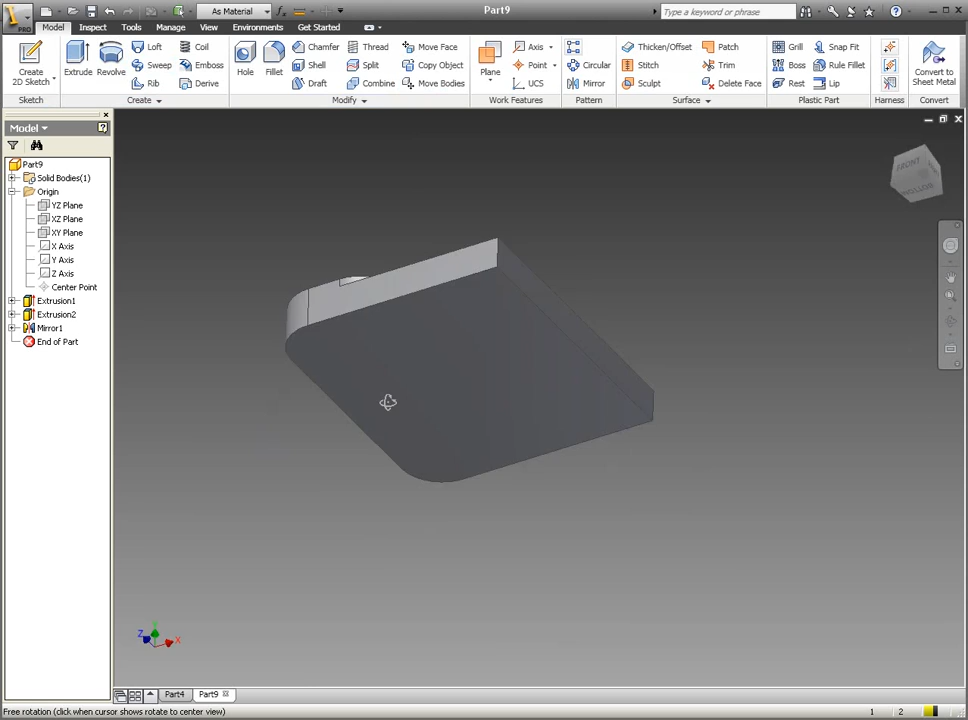 PRO
As Material
Part9
Type a keyword or phrase
Model
Inspect
Tools
Manage
View
Environments
Get Started
Create
2D Sketch
Extrude
Revolve
Loft
Sweep
Rib
Coil
Emboss
Derive
Hole
Fillet
Chamfer
Shell
Draft
Thread
Split
Combine
Move Face
Copy Object
Move Bodies
Plane
Axis
Point
UCS
Circular
Mirror
Thicken/Offset
Stitch
Sculpt
Patch
Trim
Delete Face
Grill
Boss
Rest
Snap Fit
Rule Fillet
Lip
Convert to
Sheet Metal
Sketch
Create
Modify
Work Features
Pattern
Surface
Plastic Part
Harness
Convert
Model
Part9
Solid Bodies(1)
Origin
YZ Plane
XZ Plane
XY Plane
X Axis
Y Axis
Z Axis
Center Point
Extrusion1
Extrusion2
Mirror1
End of Part
FRONT
BOTTOM
Z
X
Part4
Part9
Free rotation (click when cursor shows rotate to center view)
1
2